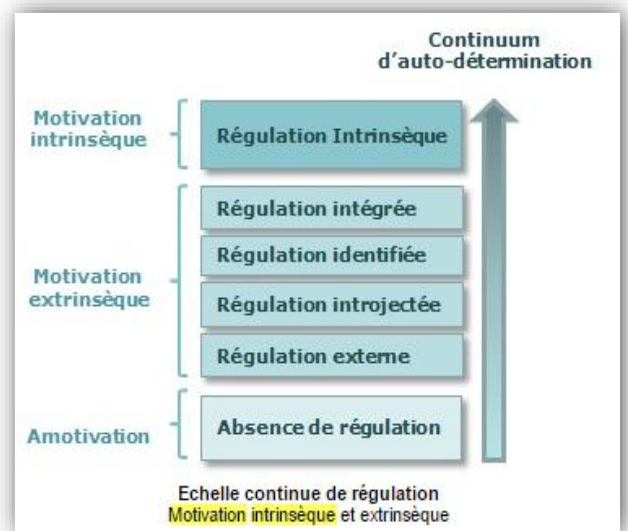 Continuum
d'auto-détermination
Motivation
intrinsèque
Régulation Intrinsèque
Régulation intégrée
Régulation identifiée
Motivation
extrinsèque
Régulation introjectée
Régulation externe
Amotivation
Absence de régulation
Echelle continue de régulation
Motivation intrinsèque et extrinsèque